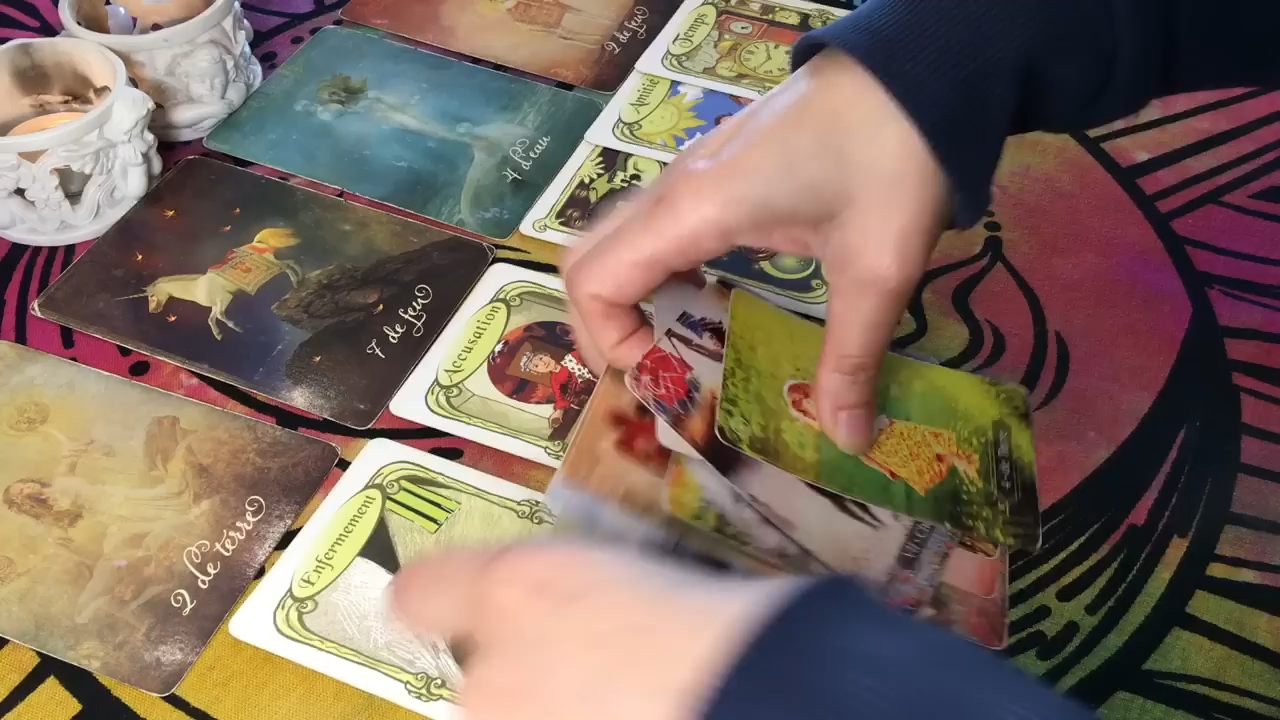 2 de feu
Temps
Amitié
4 d'eau
7 de feu
Accusation
Enfermement
2 de terre